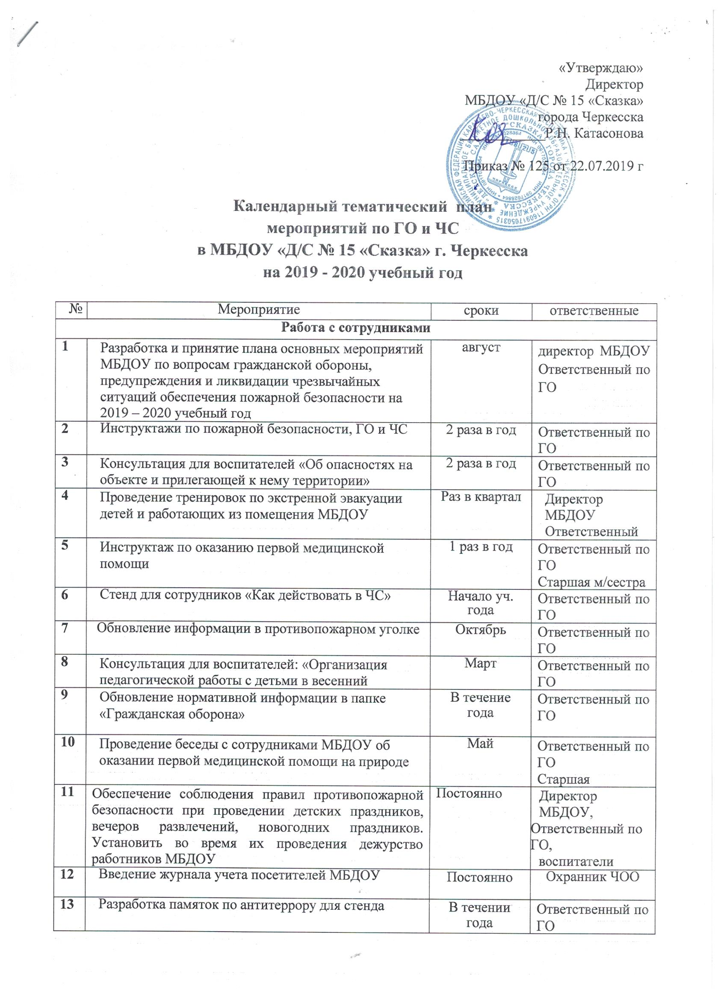 «Утверждаю»
Директор
МБДОУ «Д/С № 15 «Сказка»
города Черкесска
Р.Н. Катасонова
Приказ № 125 от 22.07.2019 г
Календарный тематический план
мероприятий по ГО и ЧС
в МБДОУ «Д/С № 15 «Сказка» г. Черкесска
на 2019 - 2020 учебный год
№ Мероприятие сроки ответственные
Работа с сотрудниками
1
Разработка и принятие плана основных мероприятий
МБДОУ по вопросам гражданской обороны,
предупреждения и ликвидации чрезвычайных
ситуаций обеспечения пожарной безопасности на
2019 – 2020 учебный год
август
директор МБДОУ
Ответственный по
ГО
2
Инструктажи по пожарной безопасности, ГО и ЧС
2 раза в год
Ответственный по
ГО
3
Консультация для воспитателей «Об опасностях на
объекте и прилегающей к нему территории»
2 раза в год
Ответственный по
ГО
4
Проведение тренировок по экстренной эвакуации
детей и работающих из помещения МБДОУ
Раз в квартал
Директор
МБДОУ
Ответственный
5
Инструктаж по оказанию первой медицинской
помощи
1 раз в год
Ответственный по
ГО
Старшая м/сестра
6
Стенд для сотрудников «Как действовать в ЧС»
Начало уч.
года
Ответственный по
ГО
7
Обновление информации в противопожарном уголке
Октябрь
Ответственный по
ГО
8
Консультация для воспитателей: «Организация
педагогической работы с детьми в весенний
Март
Ответственный по
ГО
9
Обновление нормативной информации в папке
«Гражданская оборона»
В течение
года
Ответственный по
ГО
10
Проведение беседы с сотрудниками МБДОУ об
оказании первой медицинской помощи на природе
Май
Ответственный по
ГО
Старшая
11
Обеспечение соблюдения правил противопожарной
безопасности при проведении детских праздников,
вечеров развлечений, новогодних праздников.
Установить во время их проведения дежурство
работников МБДОУ
Постоянно
Директор
МБДОУ,
Ответственный по
ГО,
воспитатели
12
Введение журнала учета посетителей МБДОУ
Постоянно
Охранник ЧОО
13
Разработка памяток по антитеррору для стенда
В течении
года
Ответственный по
ГО